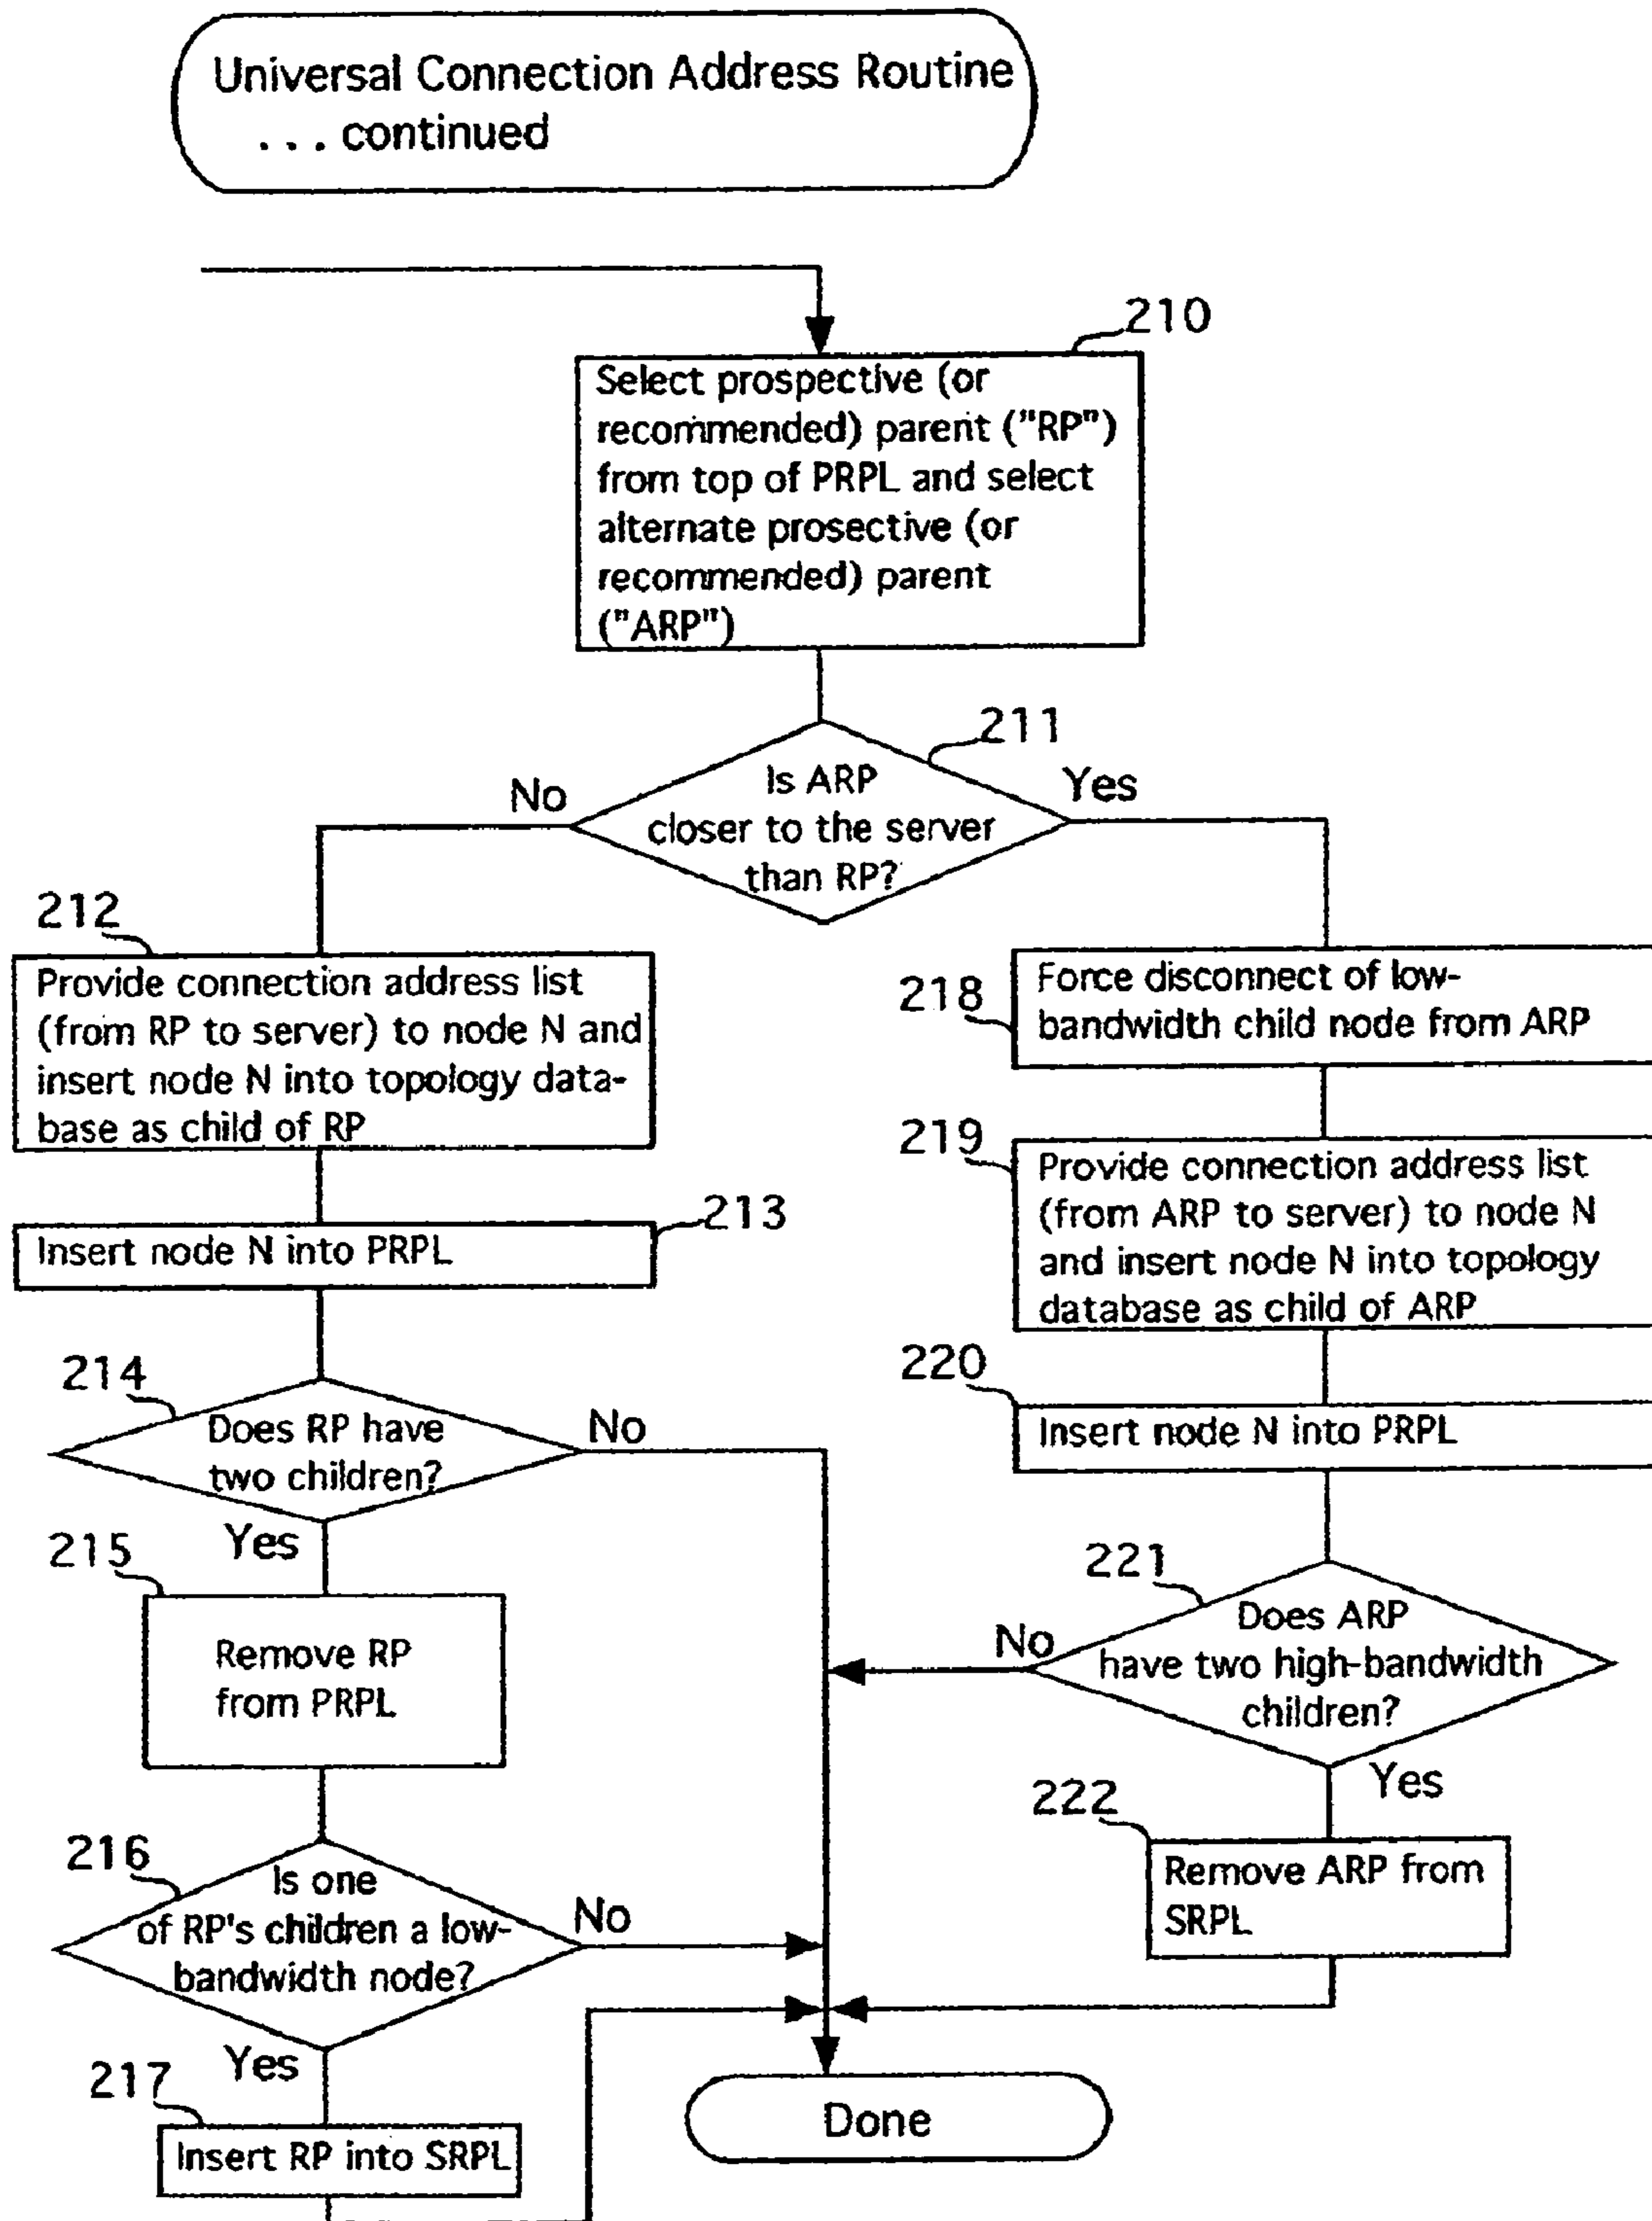 Universal Connection Address Routine
... continued
210
Select prospective (or
recommended) parent ("RP")
from top of PRPL and select
alternate prosective (or
recommended) parent
("ARP")
211
Is ARP
closer to the server
than RP?
No
Yes
212
Provide connection address list
(from RP to server) to node N and
insert node N into topology data-
base as child of RP
213
Insert node N into PRPL
214
Does RP have
two children?
No
Yes
215
Remove RP
from PRPL
216
Is one
of RP's children a low-
bandwidth node?
No
Yes
217
Insert RP into SRPL
218
Force disconnect of low-
bandwidth child node from ARP
219
Provide connection address list
(from ARP to server) to node N
and insert node N into topology
database as child of ARP
220
Insert node N into PRPL
221
Does ARP
have two high-bandwidth
children?
No
Yes
222
Remove ARP from
SRPL
Done